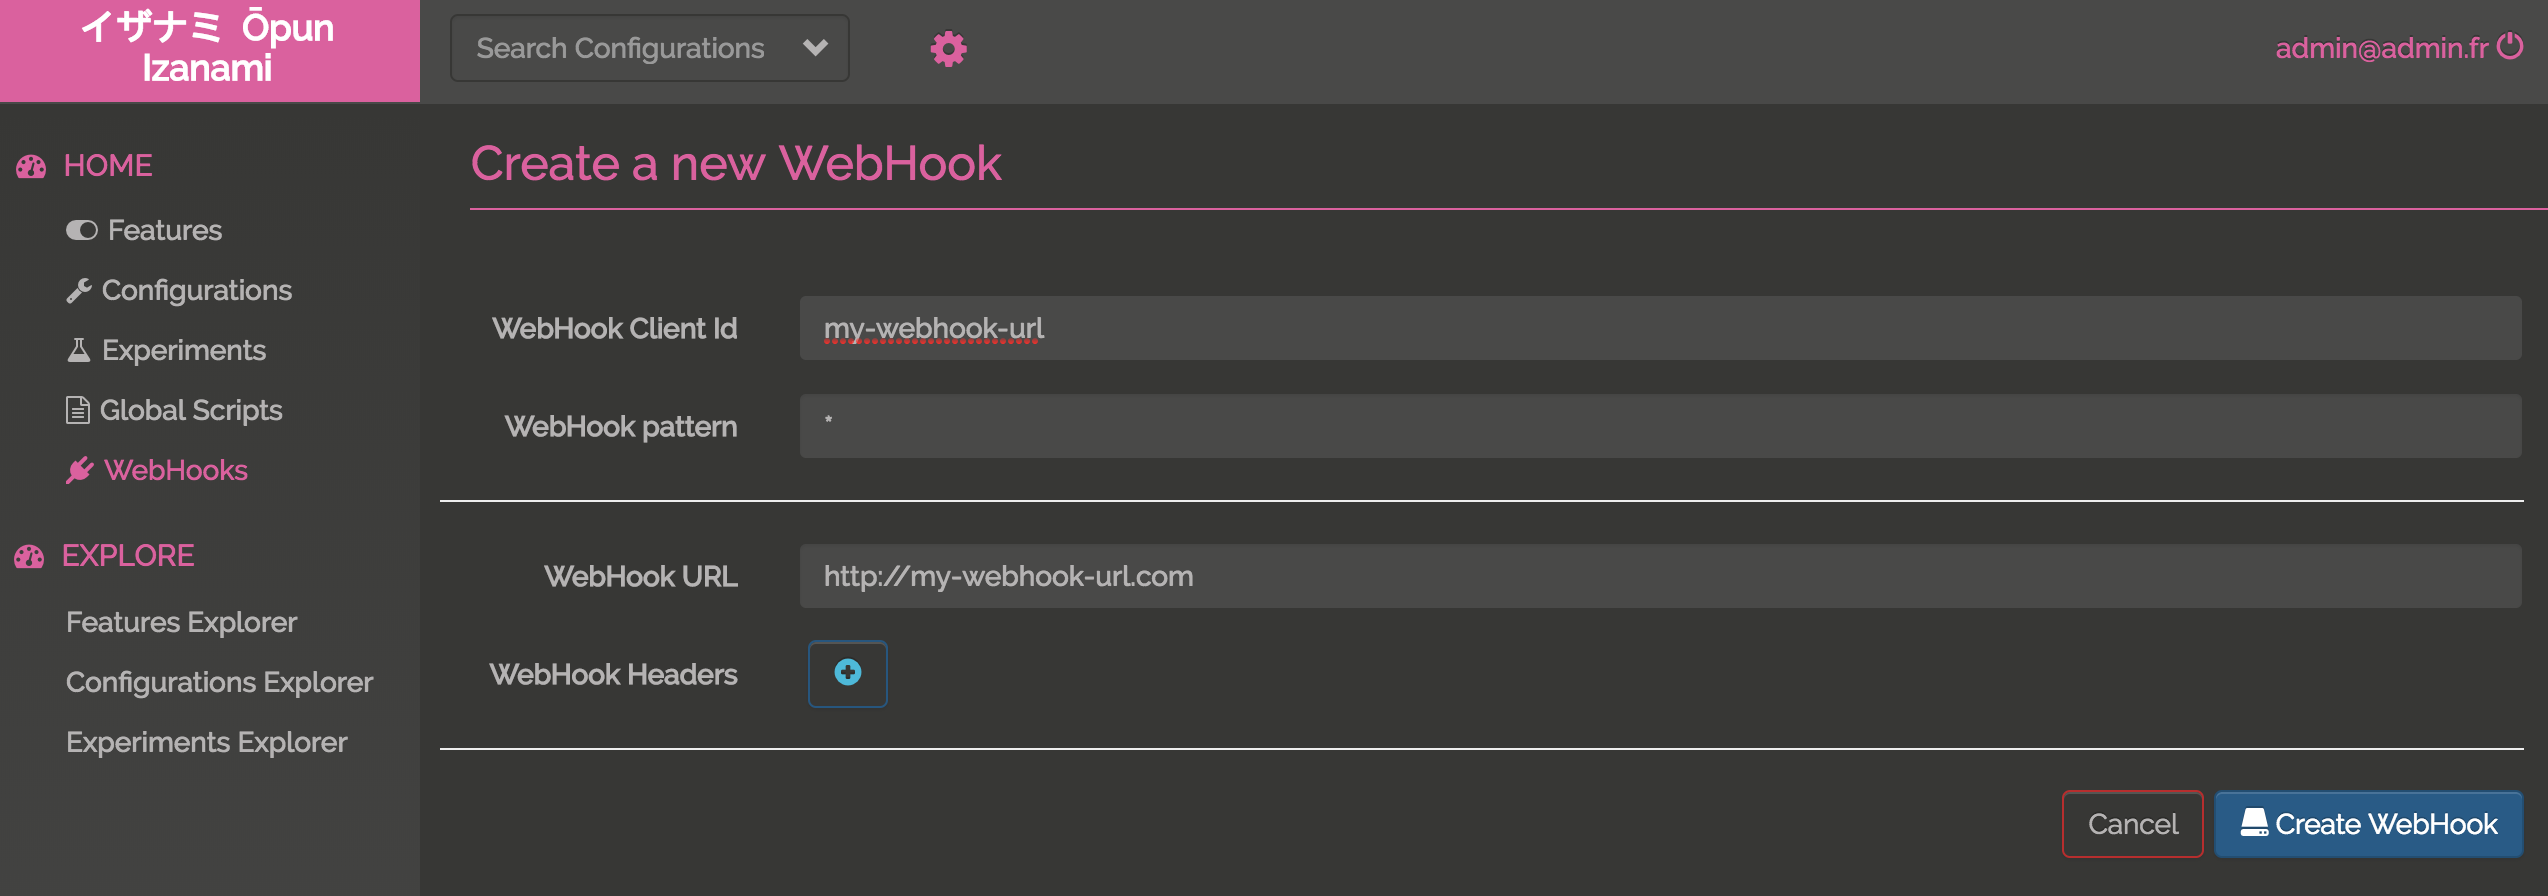 イザナミ Ōpun
Izanami
Search Configurations
admin@admin.fr
HOME
Features
Configurations
Experiments
Global Scripts
WebHooks
EXPLORE
Features Explorer
Configurations Explorer
Experiments Explorer
Create a new WebHook
WebHook Client Id my-webhook-url
WebHook pattern *
WebHook URL http://my-webhook-url.com
WebHook Headers
Cancel Create WebHook